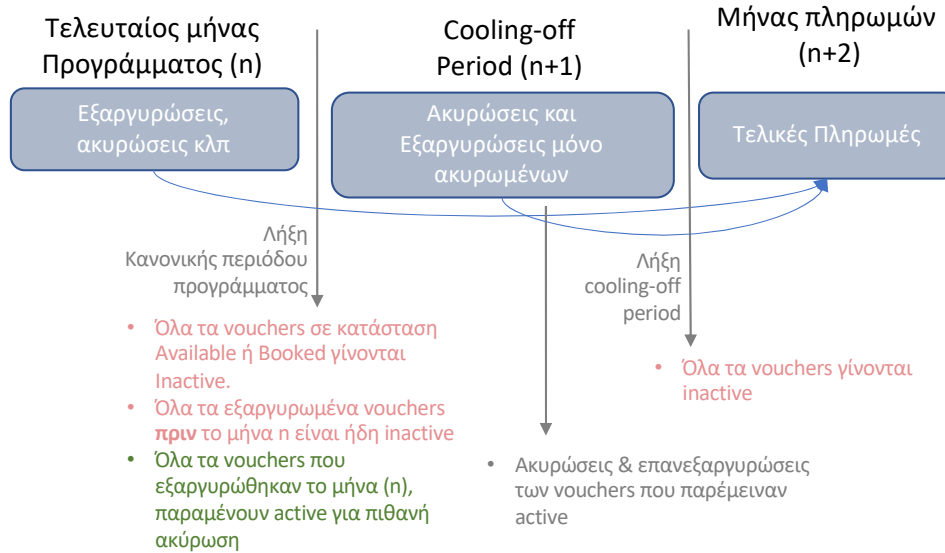 Τελευταίος μήνας
Προγράμματος (n)
Cooling-off
Period (n+1)
Μήνας πληρωμών
(n+2)
Εξαργυρώσεις,
ακυρώσεις κλπ
Ακυρώσεις και
Εξαργυρώσεις μόνο
ακυρωμένων
Τελικές Πληρωμές
Λήξη
Κανονικής περιόδου
προγράμματος
Λήξη
cooling-off
period
• Όλα τα vouchers σε κατάσταση
Available ή Booked γίνονται
Inactive.
• Όλα τα εξαργυρωμένα vouchers
πριν το μήνα n είναι ήδη inactive
• Όλα τα vouchers που
εξαργυρώθηκαν το μήνα (n),
παραμένουν active για πιθανή
ακύρωση
• Ακυρώσεις & επανεξαργυρώσεις
των vouchers που παρέμειναν
active
• Όλα τα vouchers γίνονται
inactive